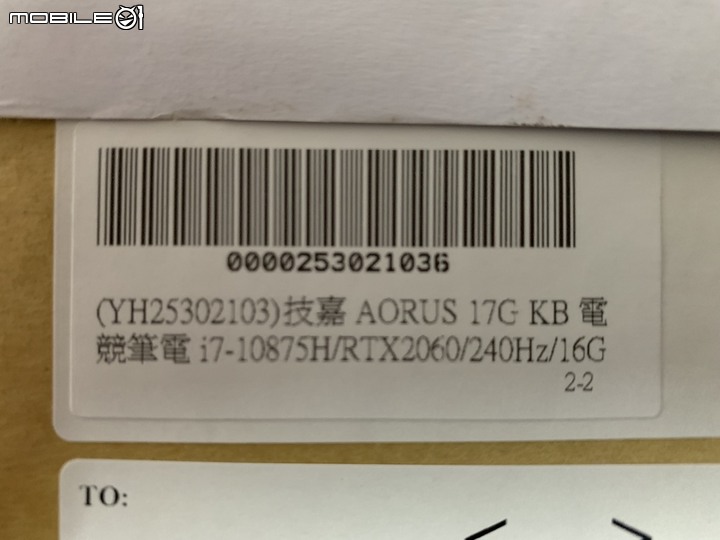 MOBILE01
0000253021036
(YH25302103)技嘉 AORUS 17G KB 電
競筆電 i7-10875H/RTX2060/240Hz/16G
2-2
TO: